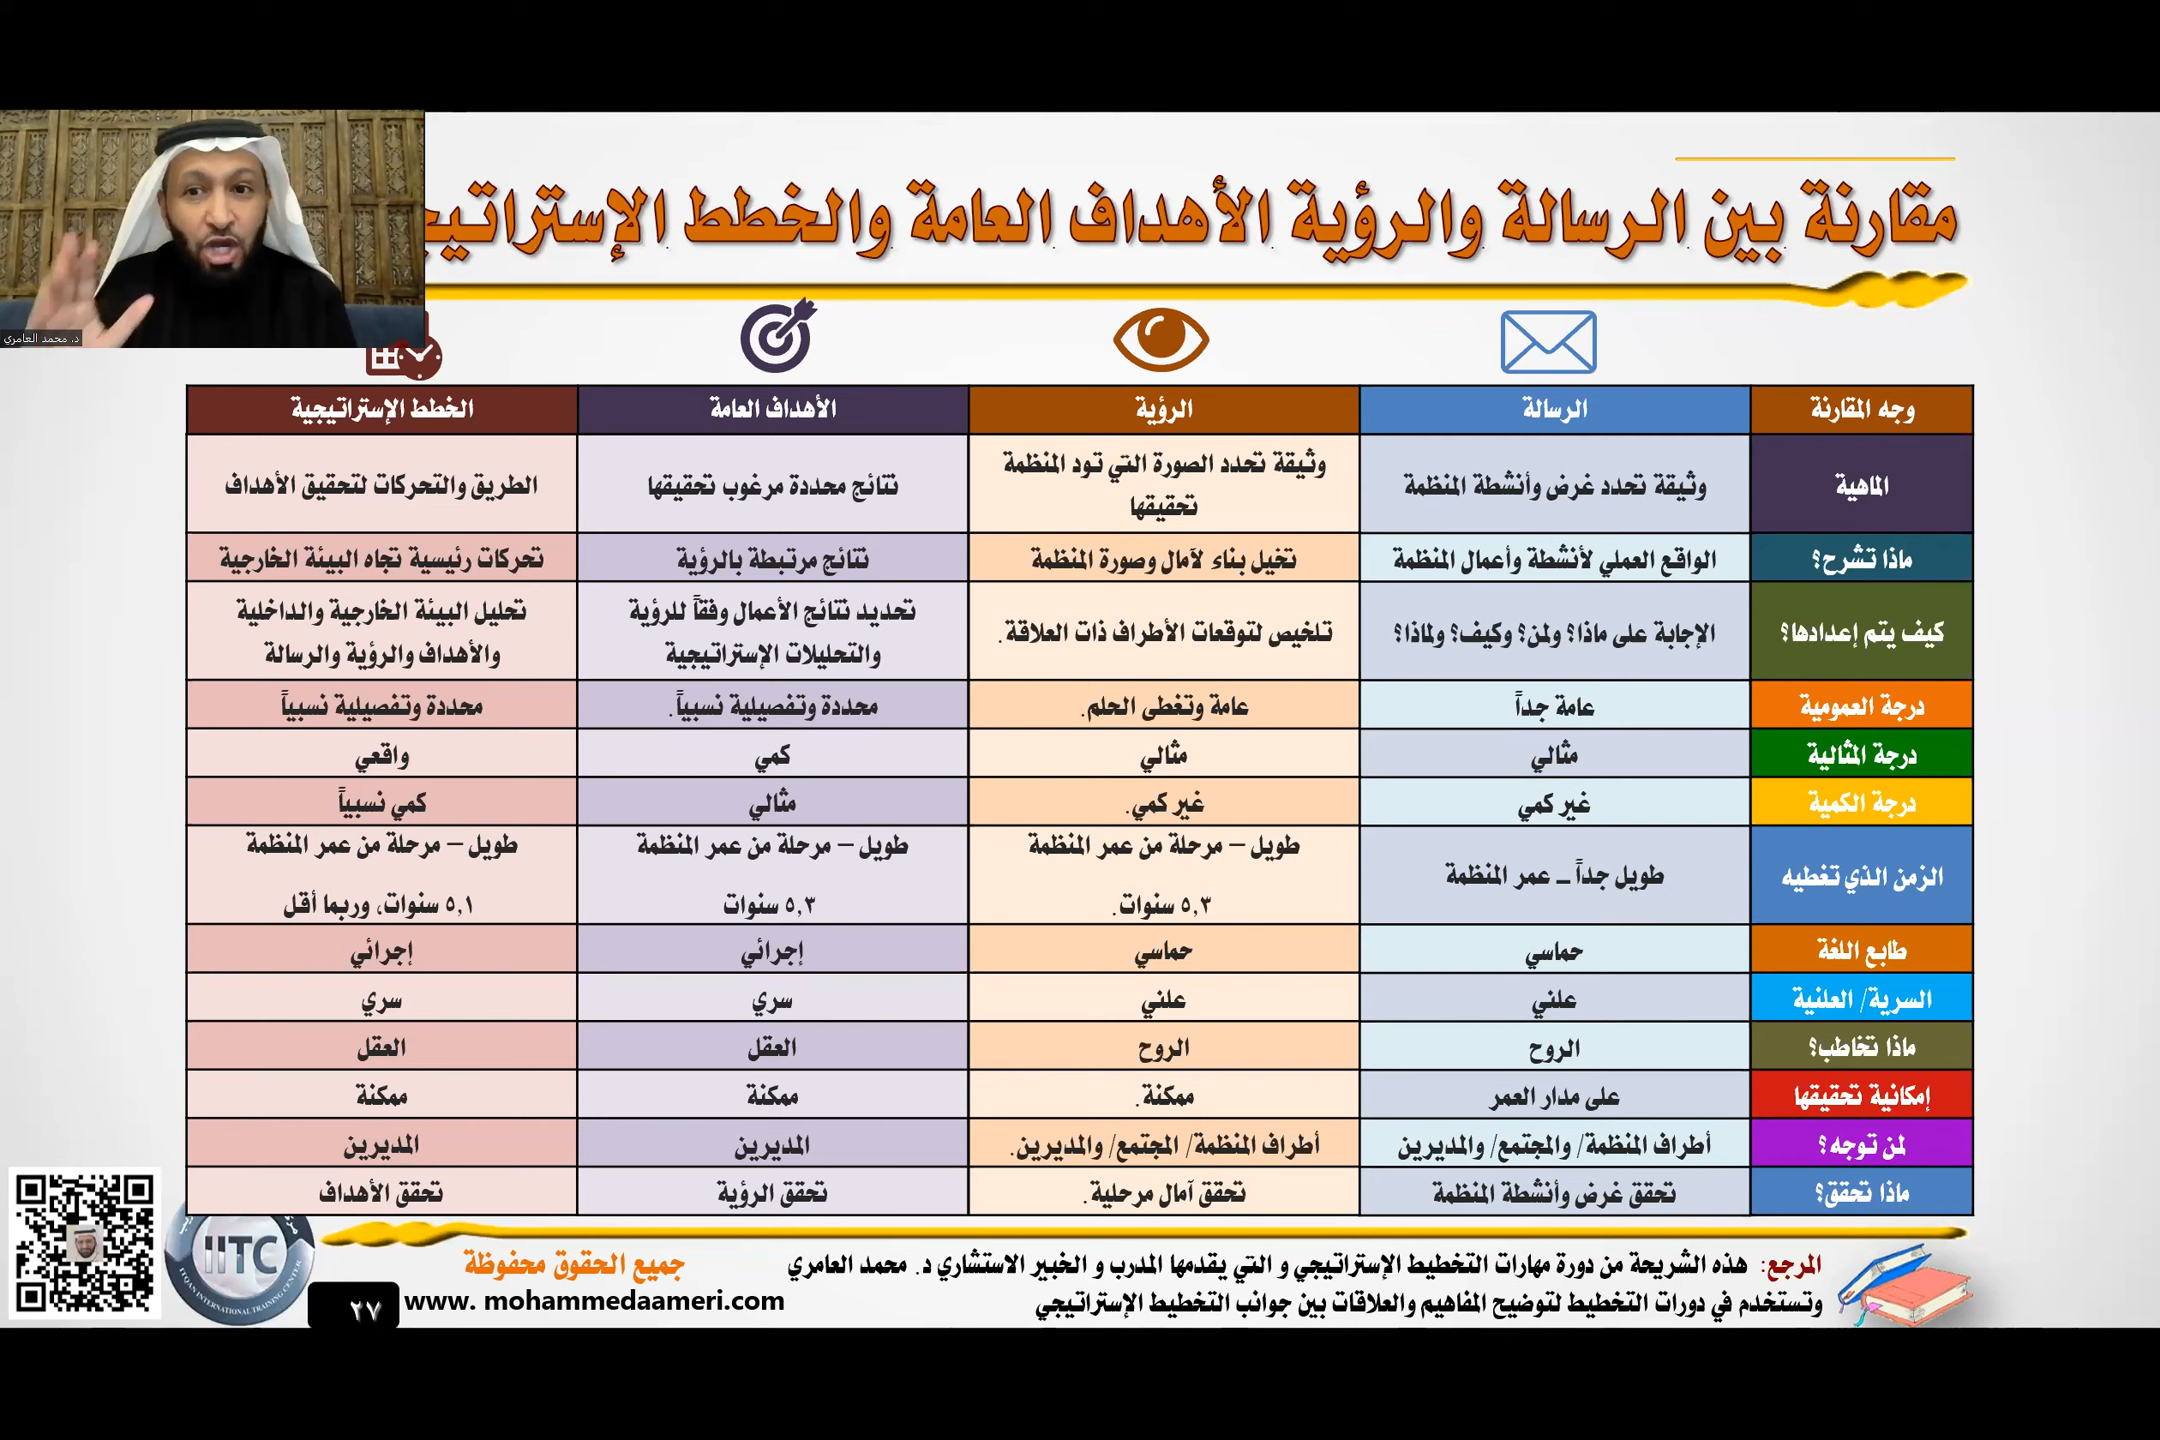 مقارنة بين الرسالة والرؤية الأهداف العامة والخطط
د. محمد العامري
وجه المقارنة
الرسالة
الرؤية
الأهداف العامة
الخطط الإستراتيجية
الماهية
وثيقة تحدد غرض وأنشطة المنظمة
وثيقة تحدد الصورة التي تود المنظمة
تحقيقها
نتائج محددة مرغوب تحقيقها
الطريق والتحركات لتحقيق الأهداف
ماذا تشرح؟
الواقع العملي لأنشطة وأعمال المنظمة
تخيل بناء لآمال وصورة المنظمة
نتائج مرتبطة بالرؤية
تحركات رئيسية تجاه البيئة الخارجية
كيف يتم إعدادها؟
الإجابة على ماذا؟ ولمن؟ وكيف؟ ولماذا؟
تلخيص لتوقعات الأطراف ذات العلاقة.
تحديد نتائج الأعمال وفقاً للرؤية
والتحليلات الإستراتيجية
تحليل البيئة الخارجية والداخلية
والأهداف والرؤية والرسالة
درجة العمومية
عامة جداً
عامة وتغطى الحلم.
محددة وتفصيلية نسبياً.
محددة وتفصيلية نسبياً
درجة المثالية
مثالي
مثالي
كمي
واقعي
درجة الكمية
غير كمي
غير كمي.
مثالي
كمي نسبياً
الزمن الذي تغطيه
طويل جداً – عمر المنظمة
طويل – مرحلة من عمر المنظمة
٥,٣ سنوات.
طويل – مرحلة من عمر المنظمة
٥,٣ سنوات
طويل – مرحلة من عمر المنظمة
٥,١ سنوات، وربما أقل
طابع اللغة
حماسي
حماسي
إجرائي
إجرائي
السرية/ العلنية
علني
علني
سري
سري
ماذا تخاطب؟
الروح
الروح
العقل
العقل
إمكانية تحقيقها
على مدار العمر
ممكنة.
ممكنة
ممكنة
لمن توجه؟
أطراف المنظمة/ والمجتمع/ والمديرين
أطراف المنظمة/ المجتمع/ والمديرين.
المديرين
المديرين
ماذا تحقق؟
تحقق غرض وأنشطة المنظمة
تحقق آمال مرحلية.
تحقق الرؤية
تحقق الأهداف
المرجع: هذه الشريحة من دورة مهارات التخطيط الإستراتيجي و التي يقدمها المدرب و الخبير الاستشاري د. محمد العامري
وتستخدم في دورات التخطيط لتوضيح المفاهيم والعلاقات بين جوانب التخطيط الإستراتيجي
جميع الحقوق محفوظة
www. mohammedaameri.com
٢٧
IITC
ITQAN INTERNATIONAL TRAINING CENTER